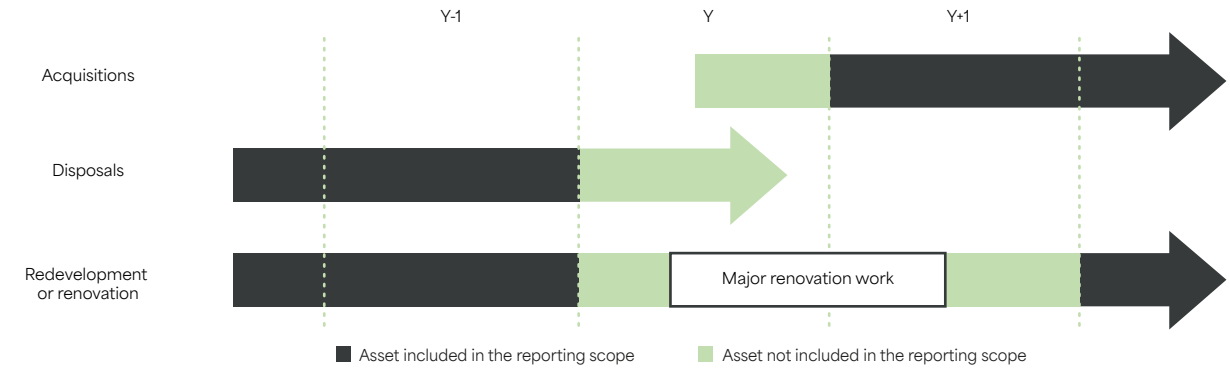 Y-1
Y
Y+1
Acquisitions
Disposals
Redevelopment
or renovation
Major renovation work
Asset included in the reporting scope
Asset not included in the reporting scope